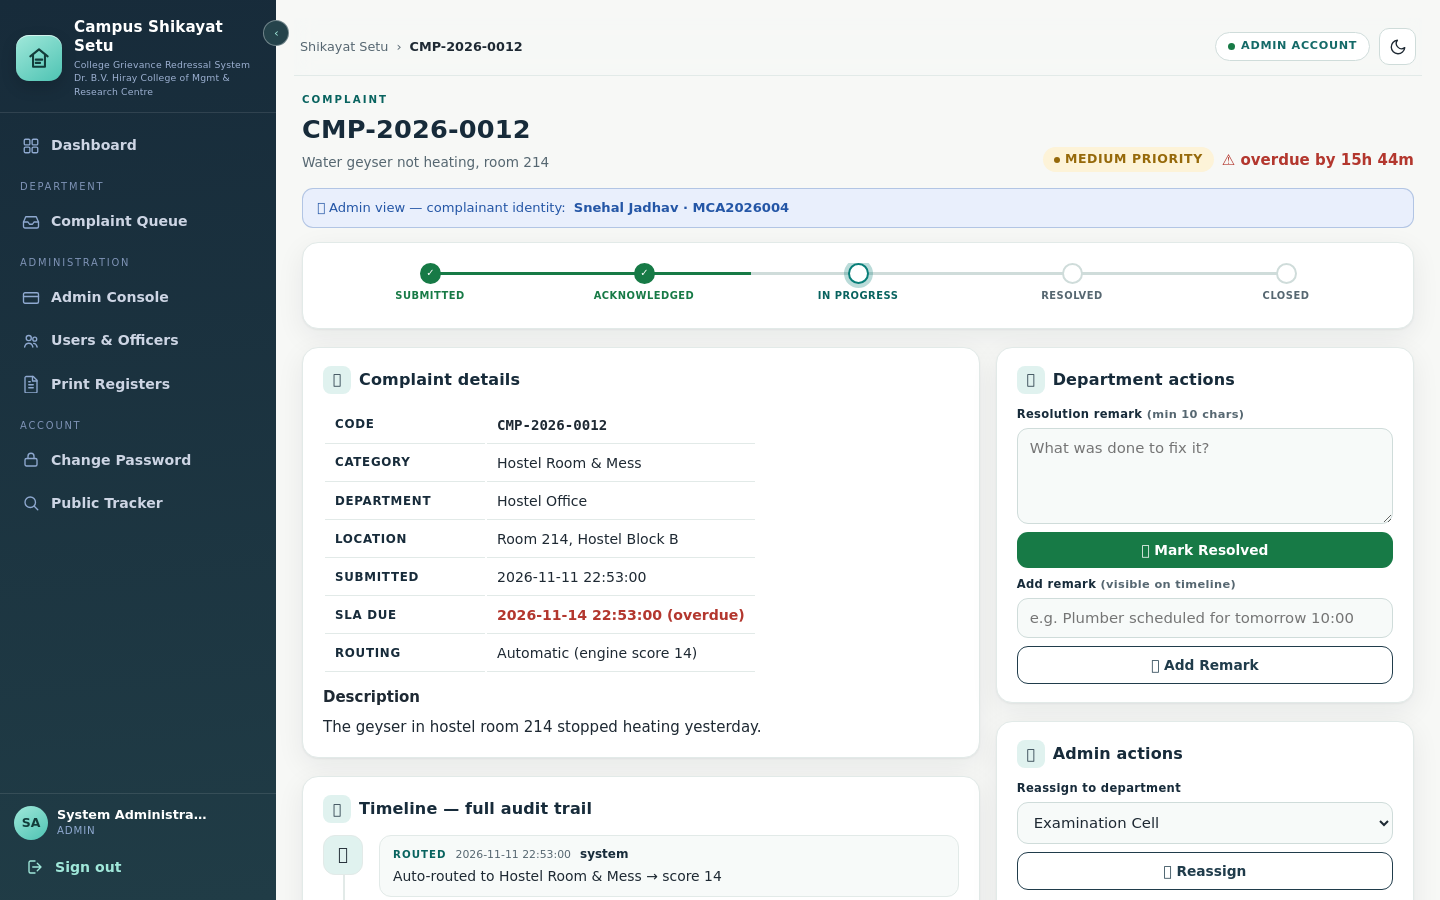 Campus Shikayat
Setu
College Grievance Redressal System
Dr. B.V. Hiray College of Mgmt &
Research Centre
Dashboard
DEPARTMENT
Complaint Queue
ADMINISTRATION
Admin Console
Users & Officers
Print Registers
ACCOUNT
Change Password
Public Tracker
SA
System Administra...
ADMIN
Sign out
Shikayat Setu › CMP-2026-0012
ADMIN ACCOUNT
COMPLAINT
CMP-2026-0012
Water geyser not heating, room 214
MEDIUM PRIORITY ⚠ overdue by 15h 44m
Admin view — complainant identity: Snehal Jadhav · MCA2026004
SUBMITTED
ACKNOWLEDGED
IN PROGRESS
RESOLVED
CLOSED
Complaint details
CODE CMP-2026-0012
CATEGORY Hostel Room & Mess
DEPARTMENT Hostel Office
LOCATION Room 214, Hostel Block B
SUBMITTED 2026-11-11 22:53:00
SLA DUE 2026-11-14 22:53:00 (overdue)
ROUTING Automatic (engine score 14)
Description
The geyser in hostel room 214 stopped heating yesterday.
Timeline — full audit trail
ROUTED 2026-11-11 22:53:00 system
Auto-routed to Hostel Room & Mess → score 14
Department actions
Resolution remark (min 10 chars)
What was done to fix it?
Mark Resolved
Add remark (visible on timeline)
e.g. Plumber scheduled for tomorrow 10:00
Add Remark
Admin actions
Reassign to department
Examination Cell
Reassign